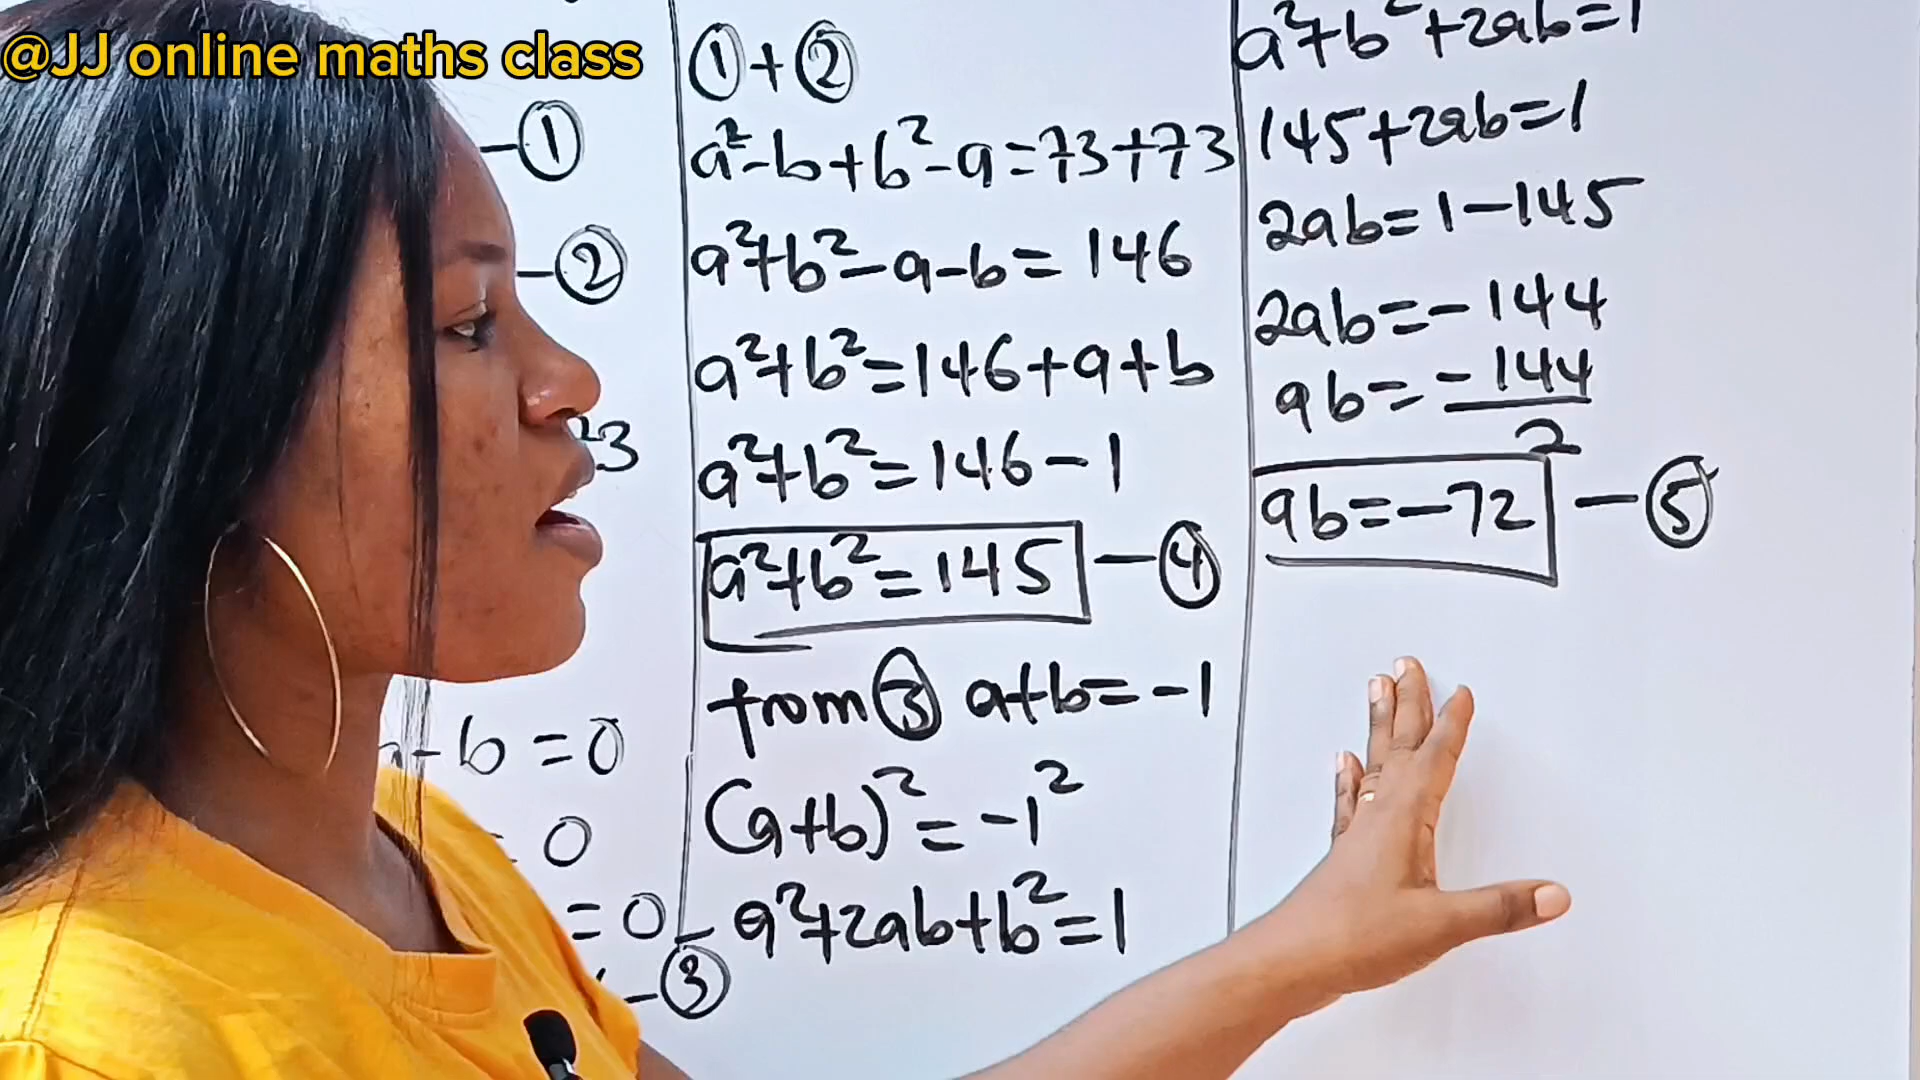 @JJ online maths class
-①
-②
23
-b=0
=0
=0
-③
①+②
a²-b+b²-a=73+73
a²+b²-a-b=146
a²+b²=146+a+b
a²+b²=146-1
a²+b²=145 -④
from ③ a+b=-1
(a+b)²=-1²
a²+2ab+b²=1
a²+b²+2ab=1
145+2ab=1
2ab=1-145
2ab=-144
ab=-144
2
ab=-72 -⑤